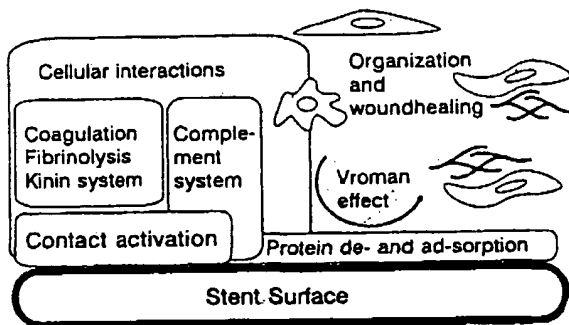 Cellular interactions
Organization
and
woundhealing
Coagulation
Fibrinolysis
Kinin system
Comple-
ment
system
Vroman
effect
Contact activation
Protein de- and ad-sorption
Stent Surface